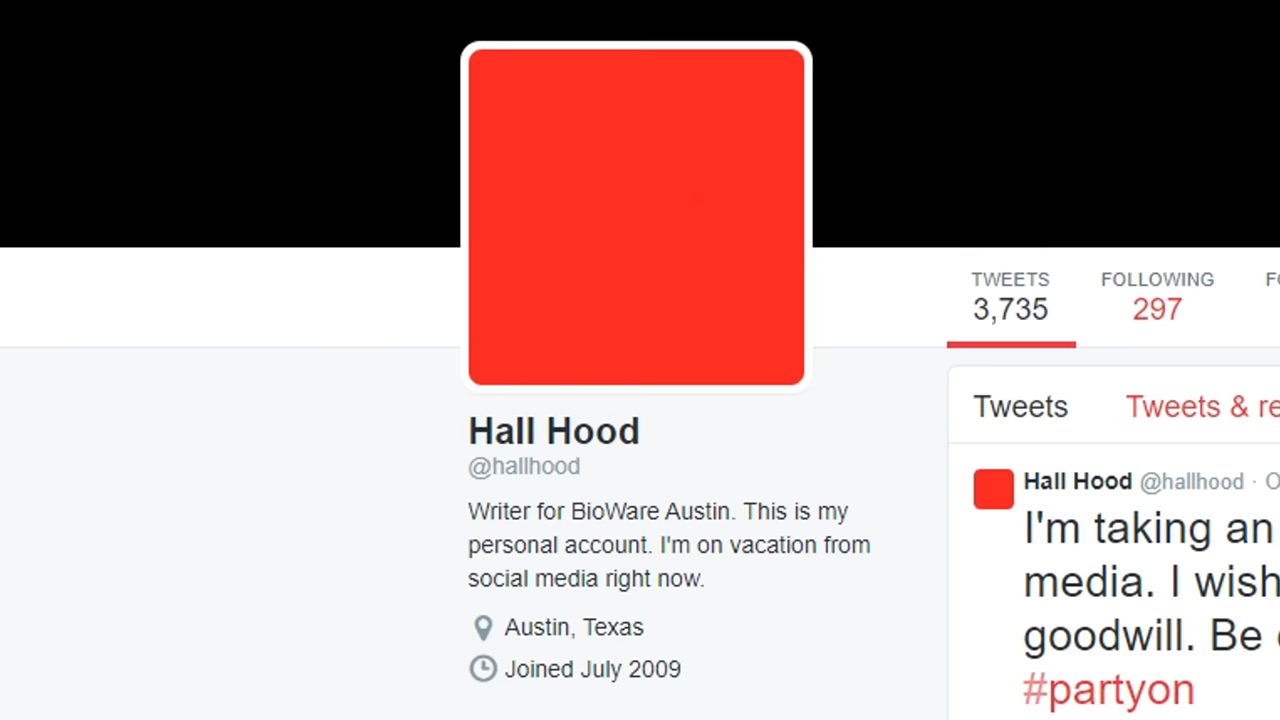 TWEETS FOLLOWING
3,735 297
Tweets Tweets &
Hall Hood
@hallhood
Writer for BioWare Austin. This is my
personal account. I'm on vacation from
social media right now.
Austin, Texas
Joined July 2009
Hall Hood @hallhood ·
I'm taking an
media. I wish
goodwill. Be
#partyon